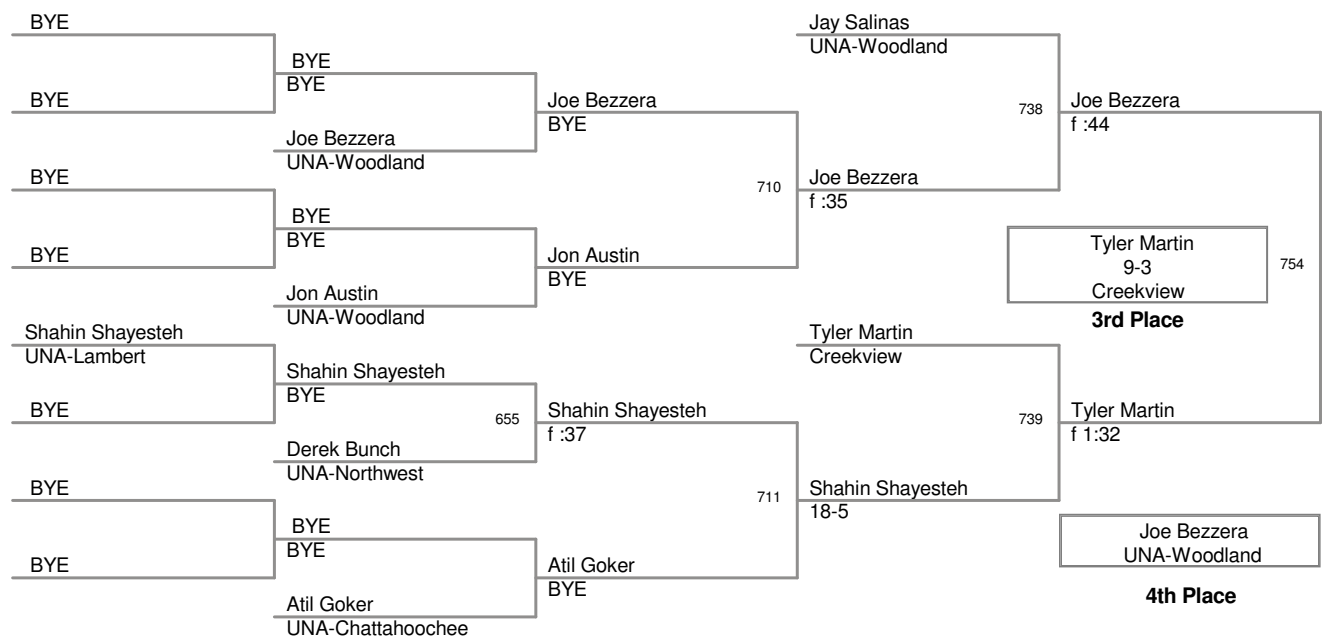 BYE
Jay Salinas
UNA-Woodland
BYE
BYE
BYE
Joe Bezzera
BYE
738
Joe Bezzera
f :44
Joe Bezzera
UNA-Woodland
BYE
710
Joe Bezzera
f :35
BYE
BYE
Tyler Martin
9-3
Creekview
3rd Place
754
BYE
Jon Austin
BYE
Jon Austin
UNA-Woodland
Shahin Shayesteh
UNA-Lambert
Tyler Martin
Creekview
Shahin Shayesteh
BYE
BYE
655
Shahin Shayesteh
f :37
739
Tyler Martin
f 1:32
Derek Bunch
UNA-Northwest
BYE
711
Shahin Shayesteh
18-5
BYE
BYE
Joe Bezzera
UNA-Woodland
4th Place
BYE
Atil Goker
BYE
Atil Goker
UNA-Chattahoochee